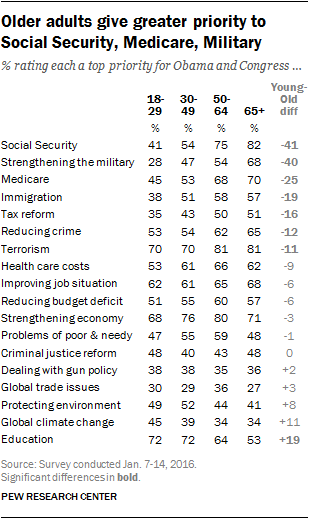 Older adults give greater priority to
Social Security, Medicare, Military
% rating each a top priority for Obama and Congress ...
18-29 30-49 50-64 65+ Young-Old diff
% % % %
Social Security 41 54 75 82 -41
Strengthening the military 28 47 54 68 -40
Medicare 45 53 68 70 -25
Immigration 38 51 58 57 -19
Tax reform 35 43 50 51 -16
Reducing crime 53 54 62 65 -12
Terrorism 70 70 81 81 -11
Health care costs 53 61 66 62 -9
Improving job situation 62 61 65 68 -6
Reducing budget deficit 51 55 60 57 -6
Strengthening economy 68 76 80 71 -3
Problems of poor & needy 47 55 59 48 -1
Criminal justice reform 48 40 43 48 0
Dealing with gun policy 38 38 35 36 +2
Global trade issues 30 29 36 27 +3
Protecting environment 49 52 44 41 +8
Global climate change 45 39 34 34 +11
Education 72 72 64 53 +19
Source: Survey conducted Jan. 7-14, 2016.
Significant differences in bold.
PEW RESEARCH CENTER